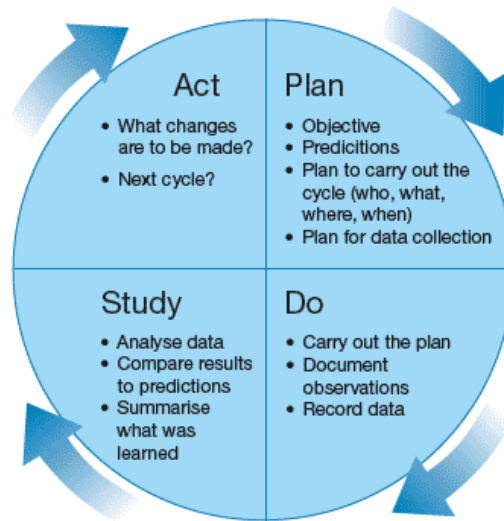 Act
• What changes
are to be made?
• Next cycle?
Plan
• Objective
• Predicitions
• Plan to carry out the
cycle (who, what,
where, when)
• Plan for data collection
Study
• Analyse data
• Compare results
to predictions
• Summarise
what was
learned
Do
• Carry out the plan
• Document
observations
• Record data